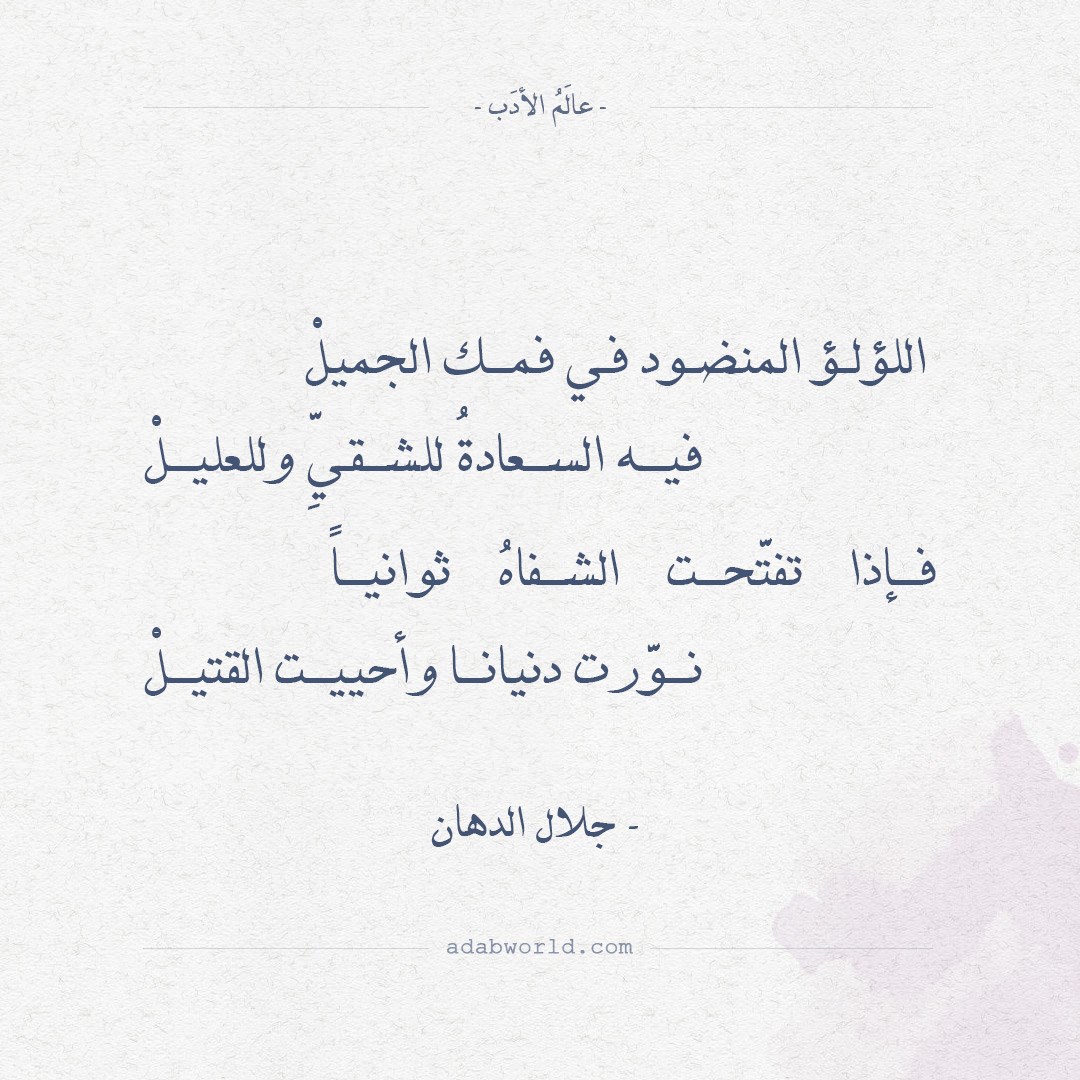 - عالَمُ الأدَب -
اللؤلؤ المنضود في فمك الجميلْ
فيه السعادةُ للشقيِّ وللعليلْ
فإذا تفتّحت الشفاهُ ثوانياً
نوّرت دنيانا وأحييت القتيلْ
- جلال الدهان
adabworld.com